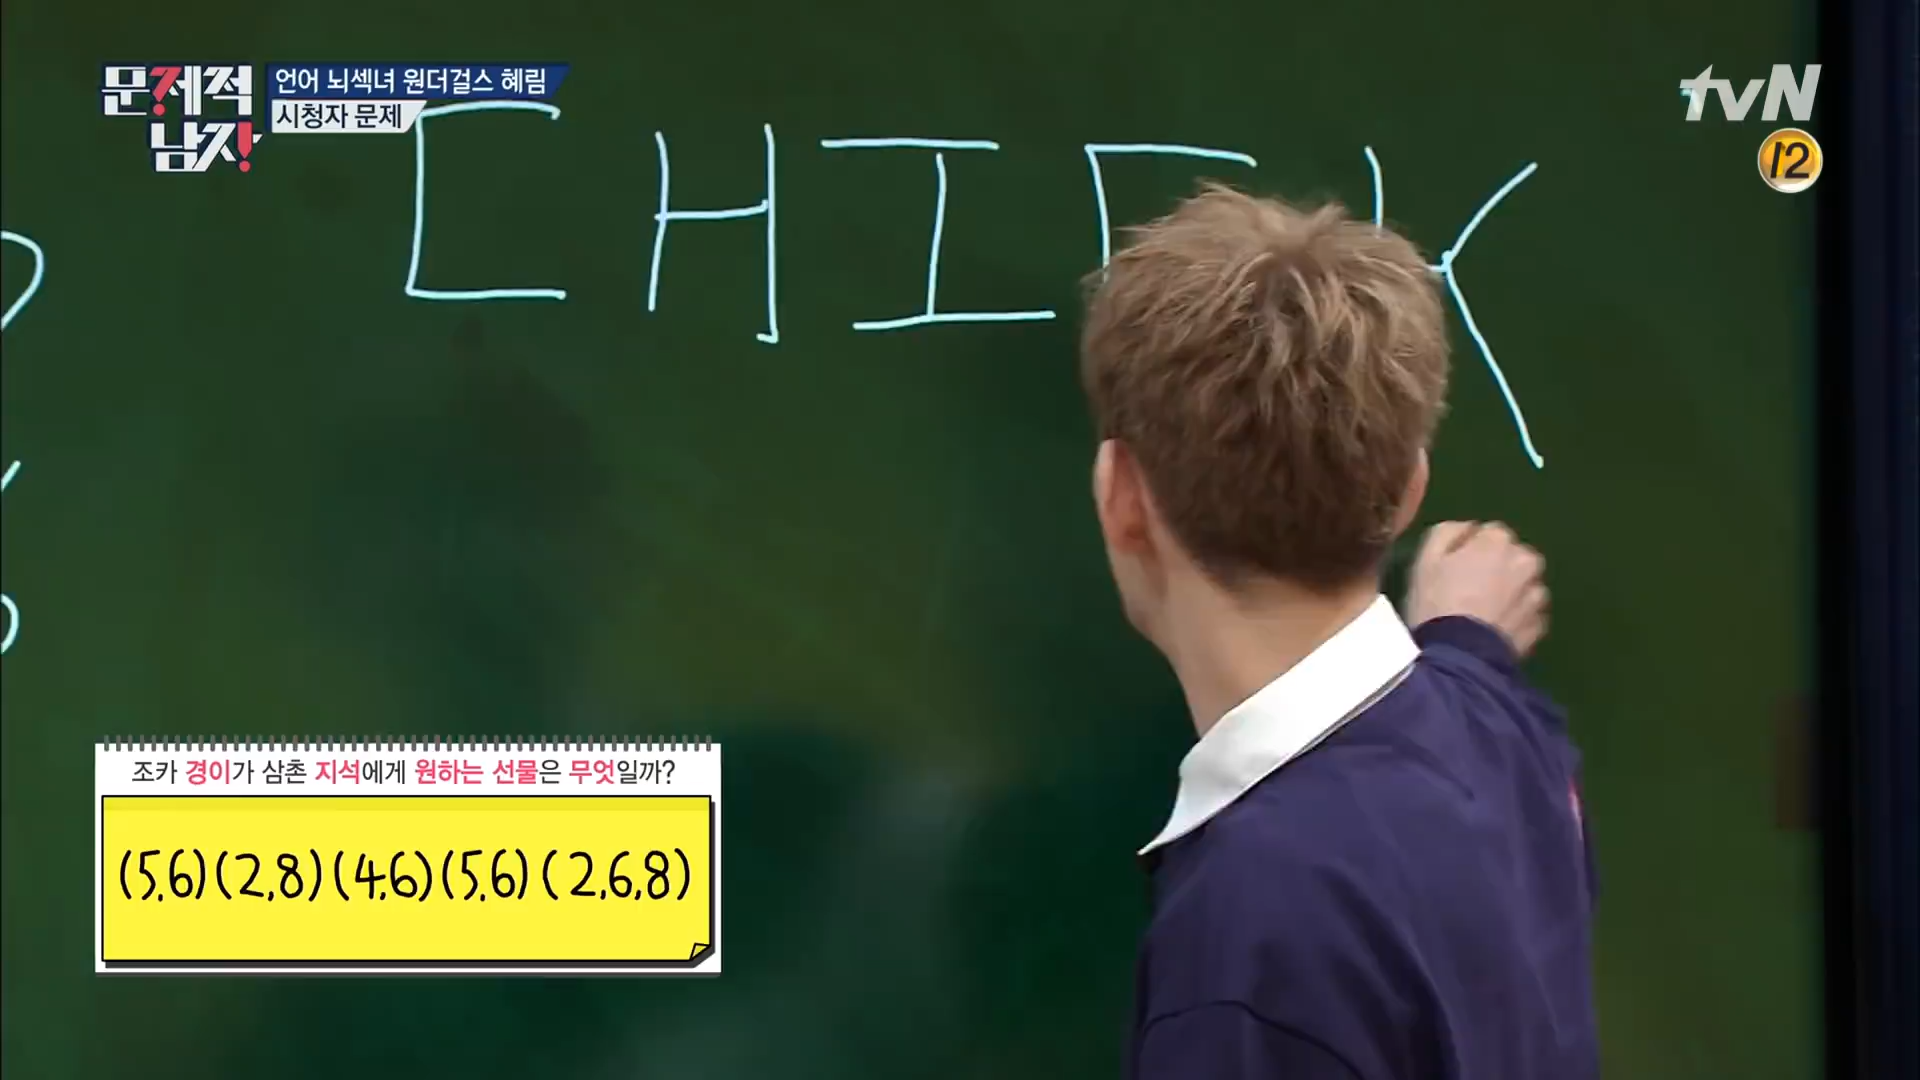 문제적
남자!
언어 뇌섹녀 원더걸스 혜림
시청자 문제
tvN
12
CHICK
조카 경이가 삼촌 지석에게 원하는 선물은 무엇일까?
(5,6)(2,8)(4,6)(5,6)(2,6,8)